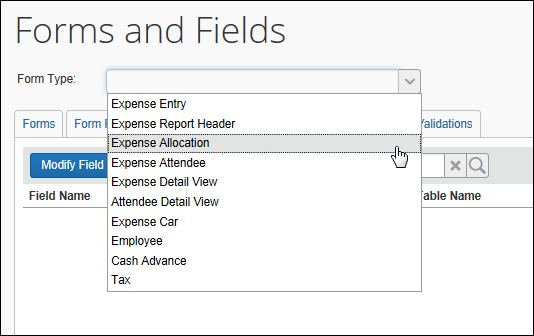 Forms and Fields
Form Type:
Expense Entry
Expense Report Header
Expense Allocation
Expense Attendee
Expense Detail View
Attendee Detail View
Expense Car
Employee
Cash Advance
Tax
Forms
Form
Validations
Modify Field
Field Name
Table Name